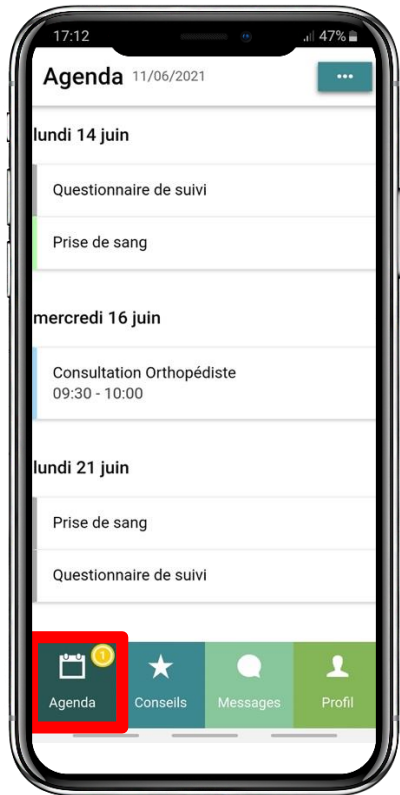 17:12
47%
Agenda 11/06/2021
lundi 14 juin
Questionnaire de suivi
Prise de sang
mercredi 16 juin
Consultation Orthopédiste
09:30 - 10:00
lundi 21 juin
Prise de sang
Questionnaire de suivi
1
Agenda Conseils Messages Profil